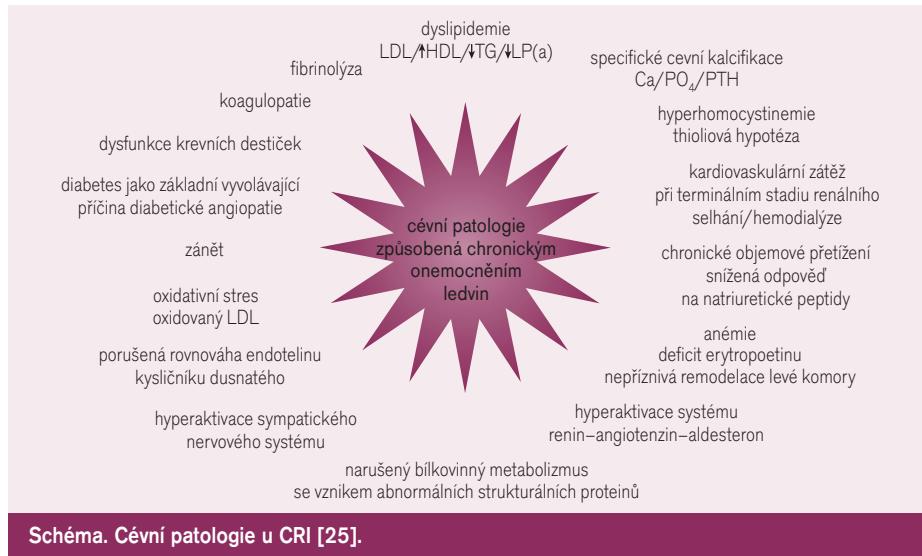 dyslipidemie
LDL/↑HDL/↓TG/↓LP(a)
specifické cevní kalcifikace
Ca/PO₄/PTH
hyperhomocystinemie
thioliová hypotéza
kardiovaskulární zátěž
při terminálním stadiu renálního
selhání/hemodialýze
chronické objemové přetížení
snížená odpověď
na natriuretické peptidy
anémie
deficit erytropoetinu
nepříznivá remodelace levé komory
hyperaktivace systému
renin–angiotenzin–aldesteron
narušený bílkovinný metabolizmus
se vznikem abnormálních strukturálních proteinů
hyperaktivace sympatického
nervového systému
porušená rovnováha endotelinu
kysličníku dusnatého
oxidativní stres
oxidovaný LDL
zánět
diabetes jako základní vyvolávající
příčina diabetické angiopatie
dysfunkce krevních destiček
koagulopatie
fibrinolýza
cévní patologie
způsobená chronickým
onemocněním
ledvin
Schéma. Cévní patologie u CRI [25].